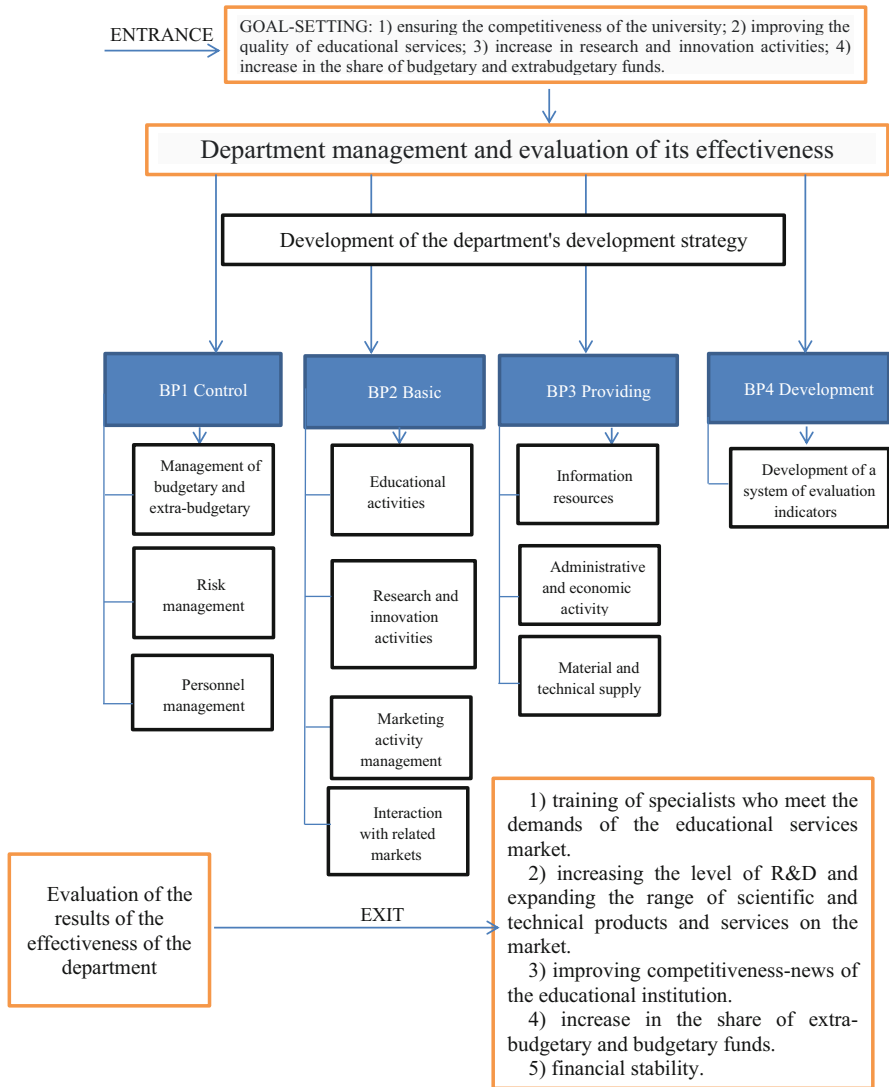 ENTRANCE
GOAL-SETTING: 1) ensuring the competitiveness of the university; 2) improving the
quality of educational services; 3) increase in research and innovation activities; 4)
increase in the share of budgetary and extrabudgetary funds.
Department management and evaluation of its effectiveness
Development of the department's development strategy
BP1 Control
BP2 Basic
BP3 Providing
BP4 Development
Management of
budgetary and
extra-budgetary
Risk
management
Personnel
management
Educational
activities
Research and
innovation
activities
Marketing
activity
management
Interaction
with related
markets
Information
resources
Administrative
and economic
activity
Material and
technical supply
Development of a
system of evaluation
indicators
Evaluation of the
results of the
effectiveness of the
department
EXIT
1) training of specialists who meet the
demands of the educational services
market.
2) increasing the level of R&D and
expanding the range of scientific and
technical products and services on the
market.
3) improving competitiveness-news of
the educational institution.
4) increase in the share of extra-
budgetary and budgetary funds.
5) financial stability.